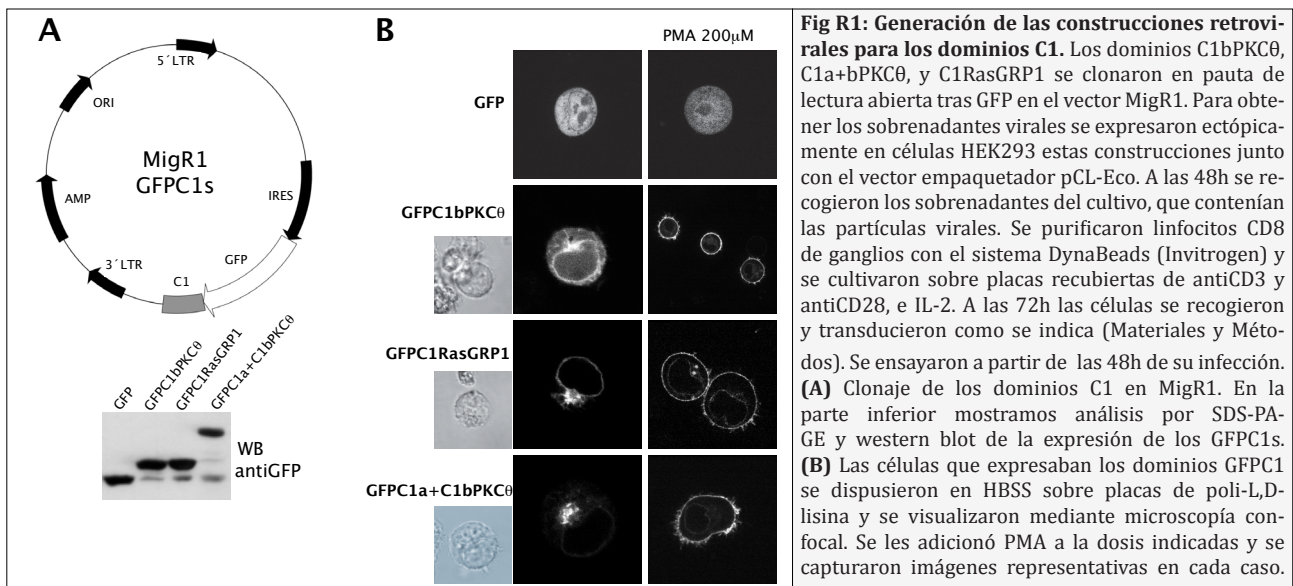 A
5´LTR
ORI
MigR1
GFPC1s
AMP
IRES
3´LTR
C1
GFP
GFP
GFPC1bPKCθ
GFPC1RasGRP1
GFPC1a+C1bPKCθ
WB
antiGFP
B
PMA 200µM
GFP
GFPC1bPKCθ
GFPC1RasGRP1
GFPC1a+C1bPKCθ
Fig R1: Generación de las construcciones retrovi-
rales para los dominios C1. Los dominios C1bPKCθ,
C1a+bPKCθ, y C1RasGRP1 se clonaron en pauta de
lectura abierta tras GFP en el vector MigR1. Para obte-
ner los sobrenadantes virales se expresaron ectópica-
mente en células HEK293 estas construcciones junto
con el vector empaquetador pCL-Eco. A las 48h se re-
cogieron los sobrenadantes del cultivo, que contenían
las partículas virales. Se purificaron linfocitos CD8
de ganglios con el sistema DynaBeads (Invitrogen) y
se cultivaron sobre placas recubiertas de antiCD3 y
antiCD28, e IL-2. A las 72h las células se recogieron
y transducieron como se indica (Materiales y Méto-
dos). Se ensayaron a partir de las 48h de su infección.
(A) Clonaje de los dominios C1 en MigR1. En la
parte inferior mostramos análisis por SDS-PA-
GE y western blot de la expresión de los GFPC1s.
(B) Las células que expresaban los dominios GFPC1
se dispusieron en HBSS sobre placas de poli-L,D-
lisina y se visualizaron mediante microscopía con-
focal. Se les adicionó PMA a la dosis indicadas y se
capturaron imágenes representativas en cada caso.